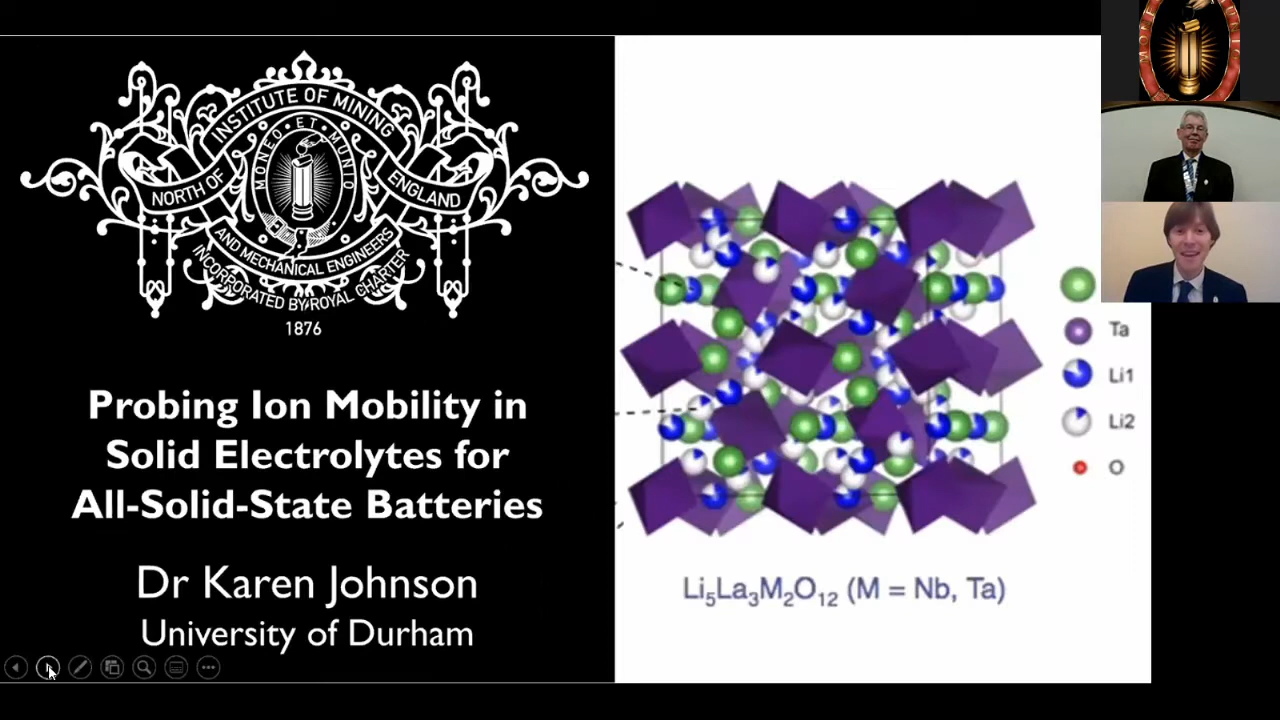 NORTH OF
INSTITUTE OF MINING
ENGLAND
MONEO · ET · MUNIO
AND MECHANICAL ENGINEERS
INCORPORATED BY ROYAL CHARTER
1876
Probing Ion Mobility in
Solid Electrolytes for
All-Solid-State Batteries
Dr Karen Johnson
University of Durham
Ta
Li1
Li2
O
Li₅La₃M₂O₁₂ (M = Nb, Ta)